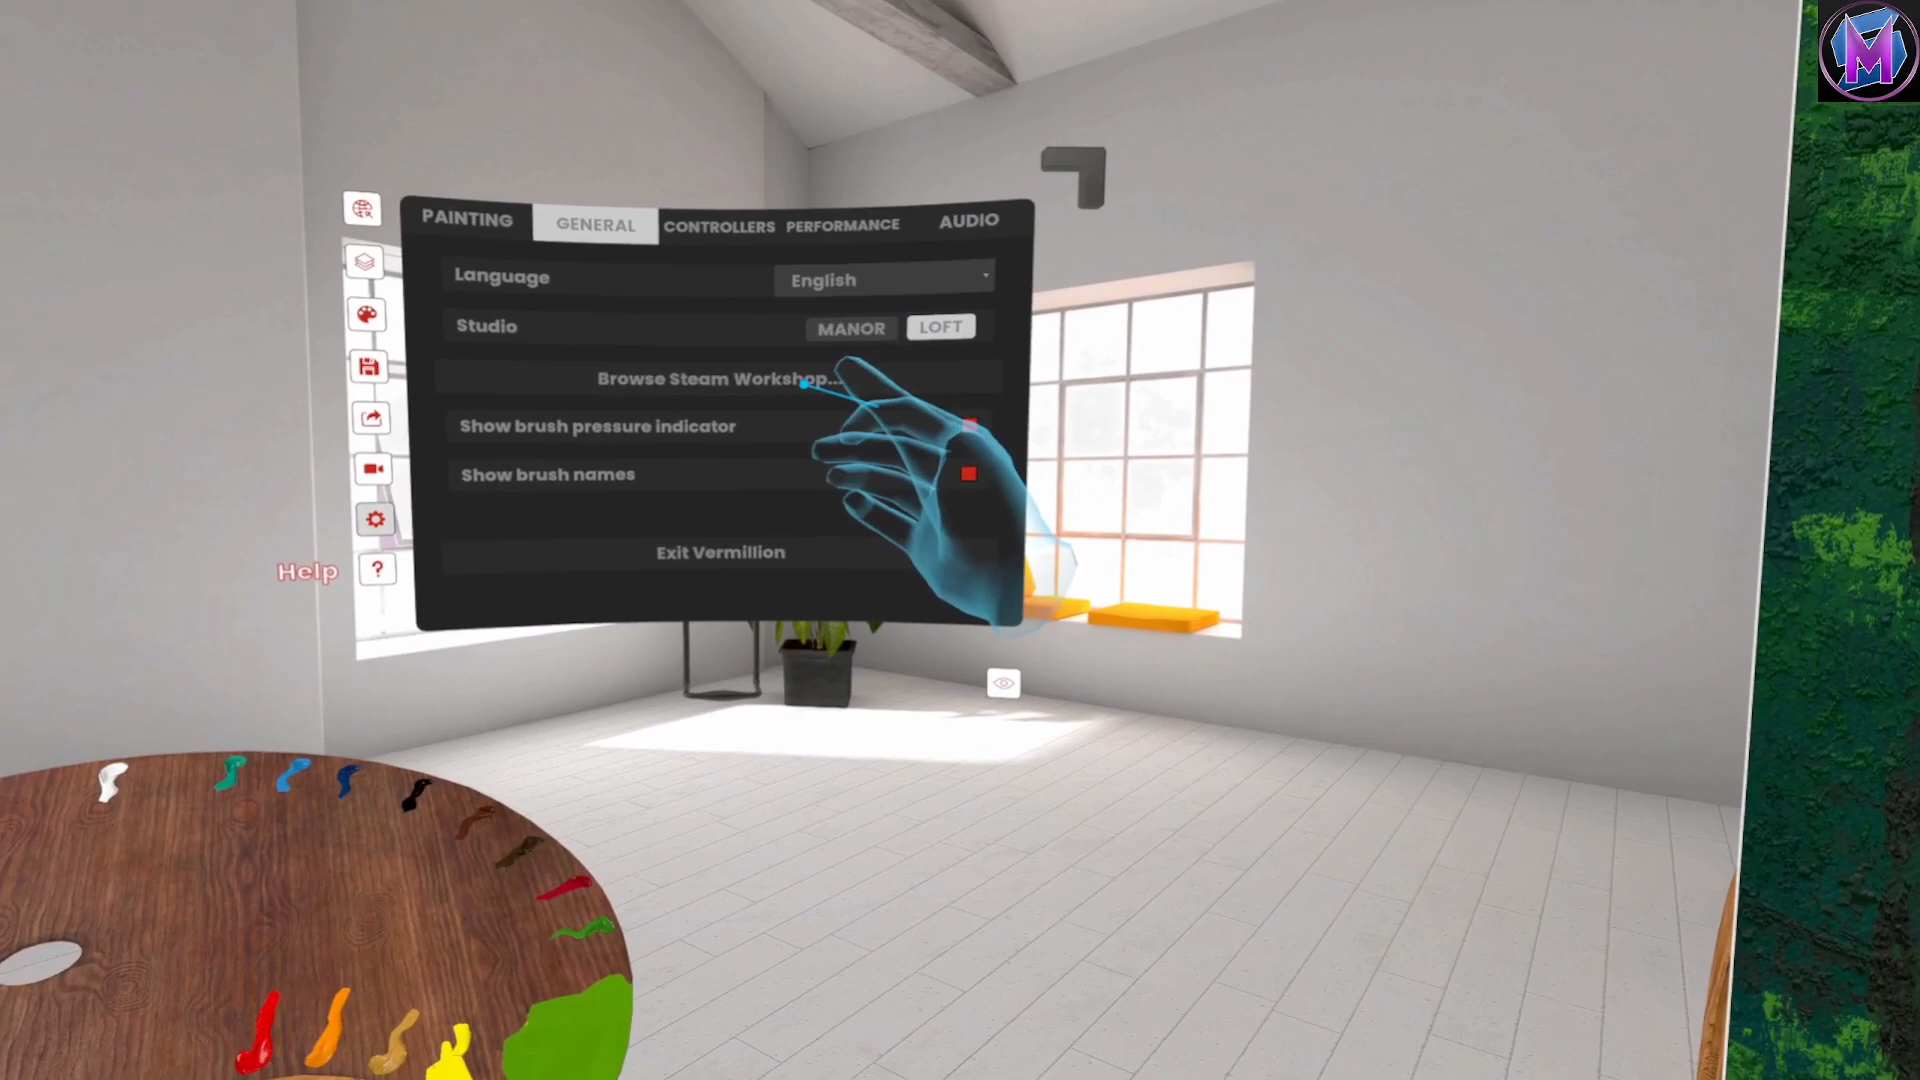 PAINTING GENERAL CONTROLLERS PERFORMANCE AUDIO
Language English
Studio MANOR LOFT
Browse Steam Workshop...
Show brush pressure indicator
Show brush names
Exit Vermillion
Help ?
M